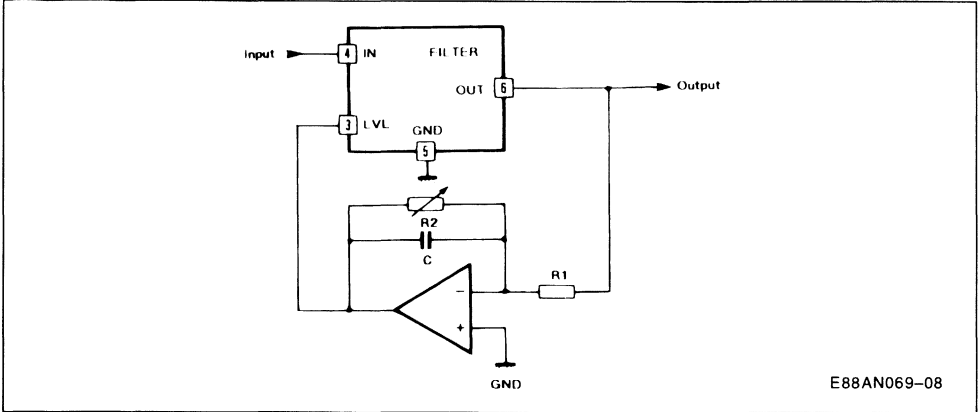 Input
4
IN
FILTER
OUT
6
Output
3
LVL
GND
5
R2
C
R1
−
+
GND
E88AN069-08